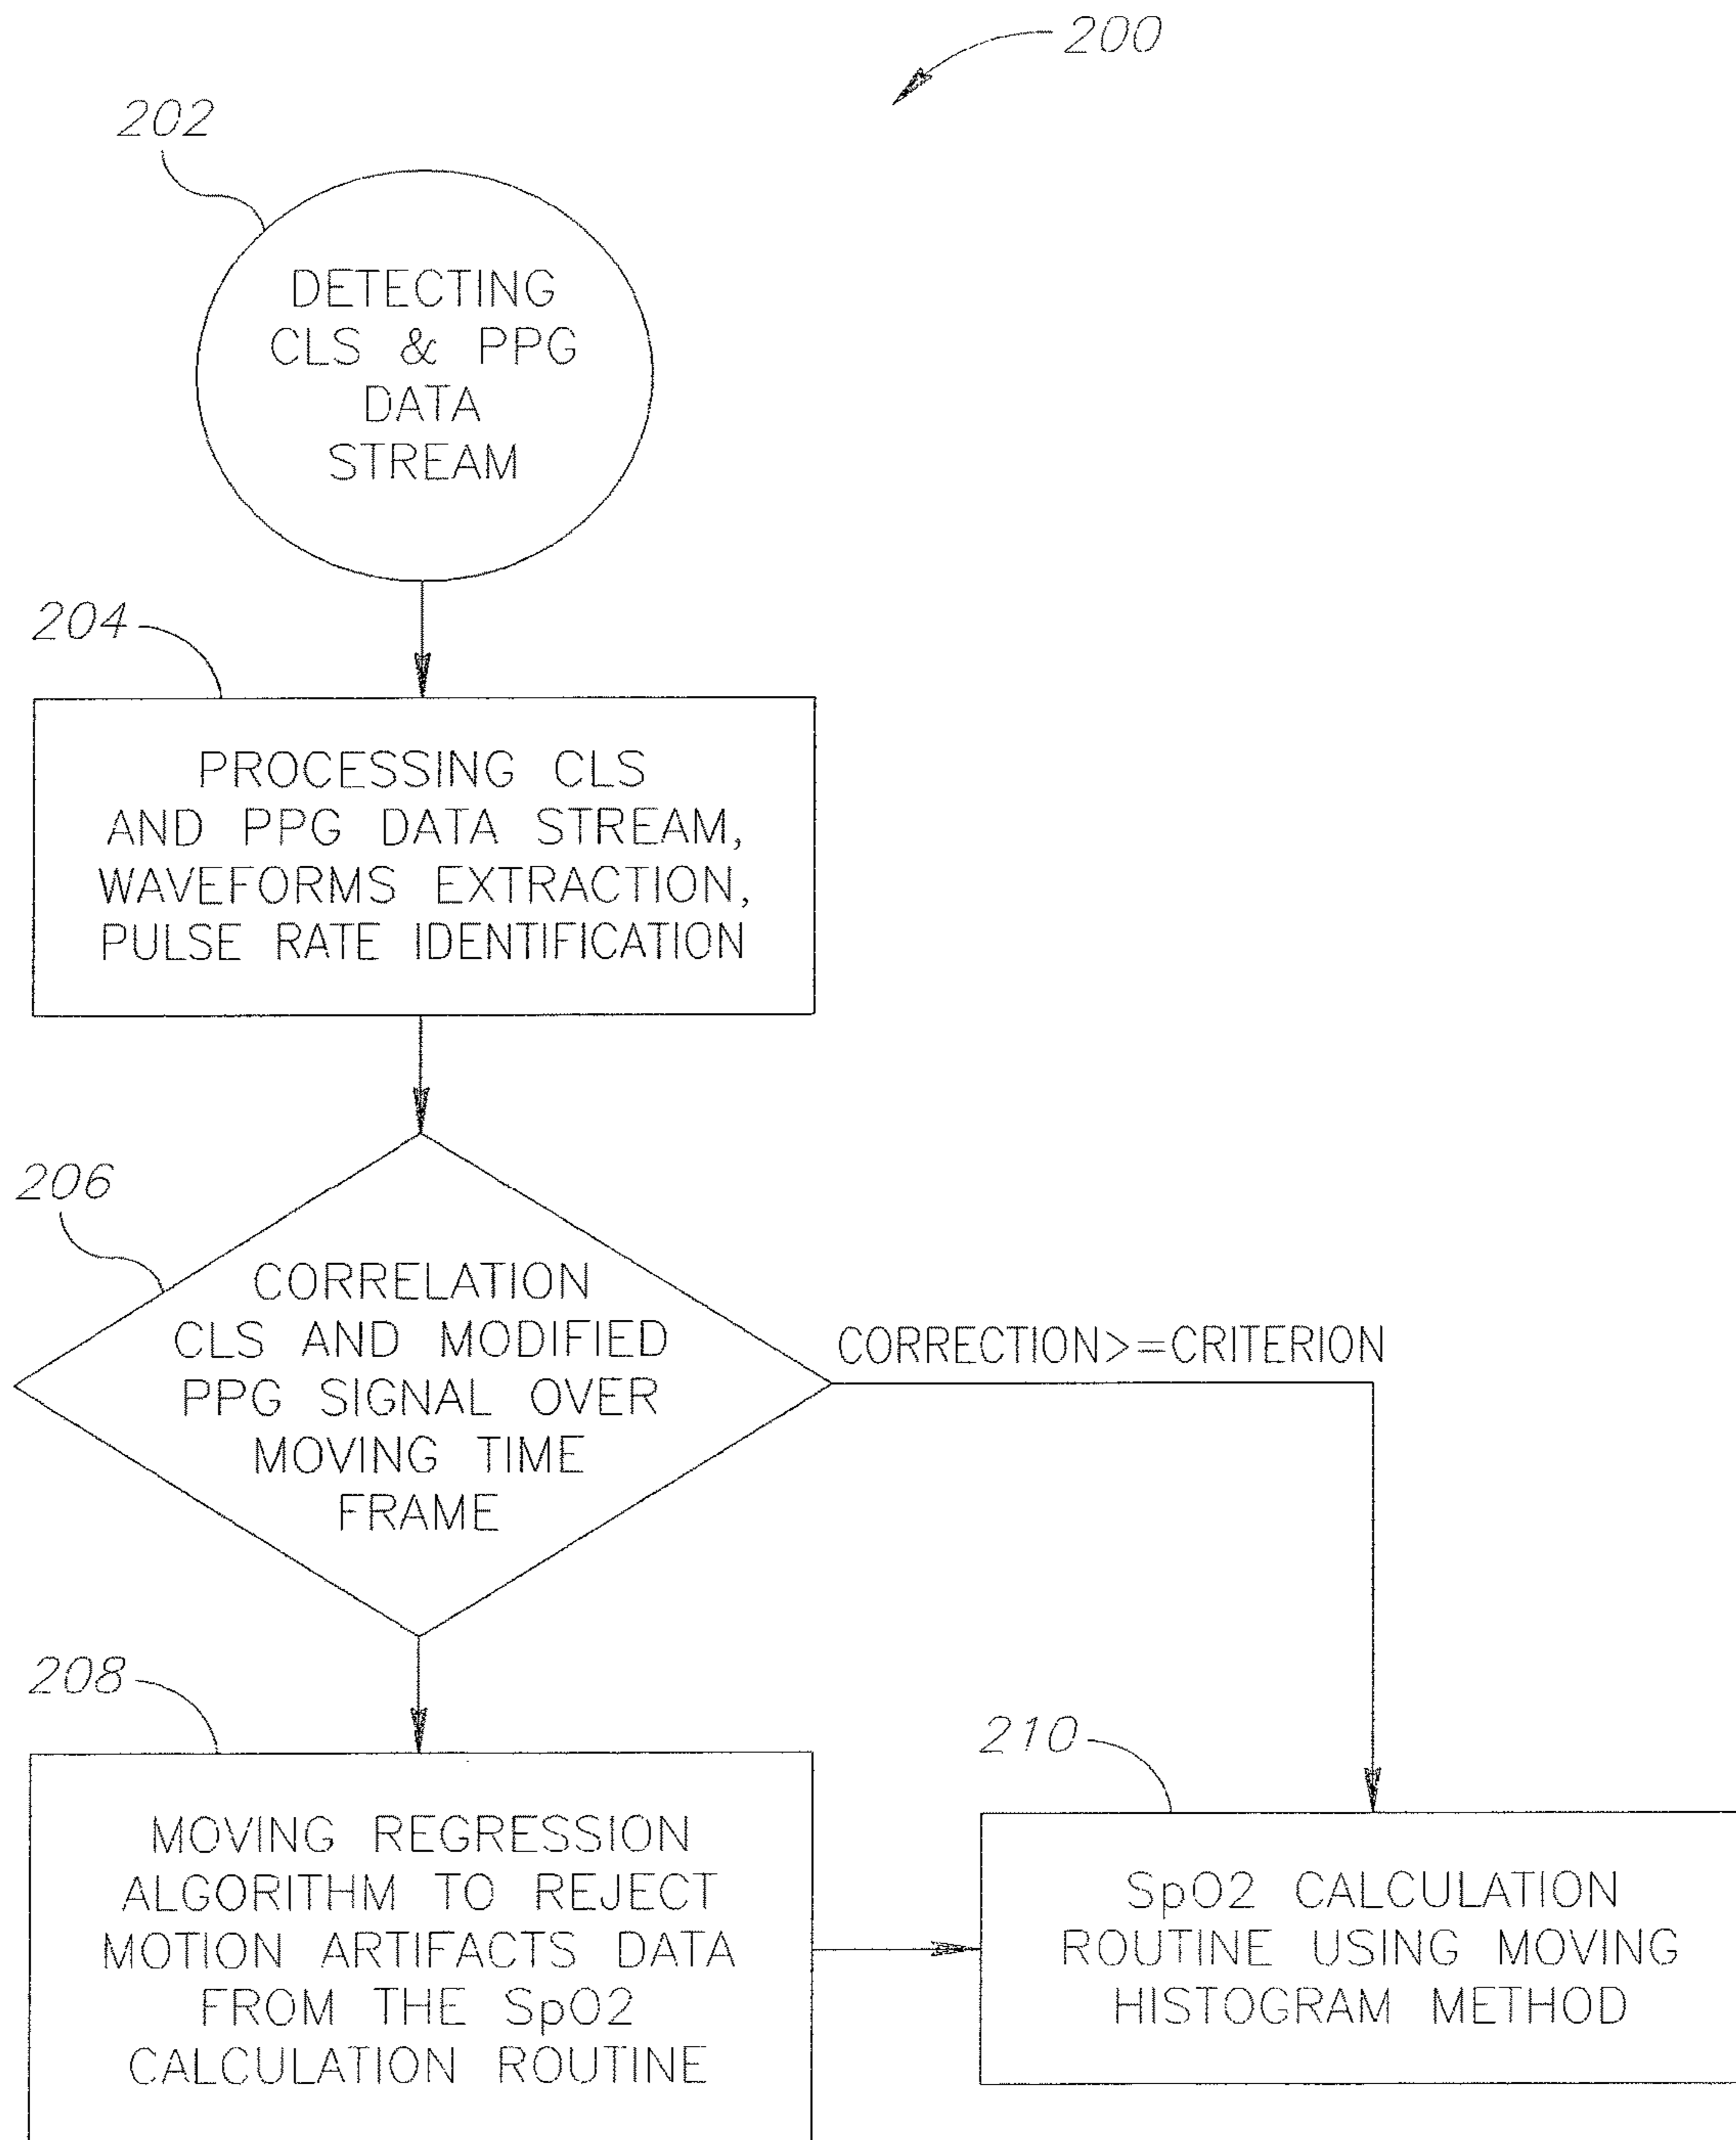 200
202
DETECTING
CLS & PPG
DATA
STREAM
204
PROCESSING CLS
AND PPG DATA STREAM,
WAVEFORMS EXTRACTION,
PULSE RATE IDENTIFICATION
206
CORRELATION
CLS AND MODIFIED
PPG SIGNAL OVER
MOVING TIME
FRAME
CORRECTION>=CRITERION
208
MOVING REGRESSION
ALGORITHM TO REJECT
MOTION ARTIFACTS DATA
FROM THE SpO2
CALCULATION ROUTINE
210
SpO2 CALCULATION
ROUTINE USING MOVING
HISTOGRAM METHOD